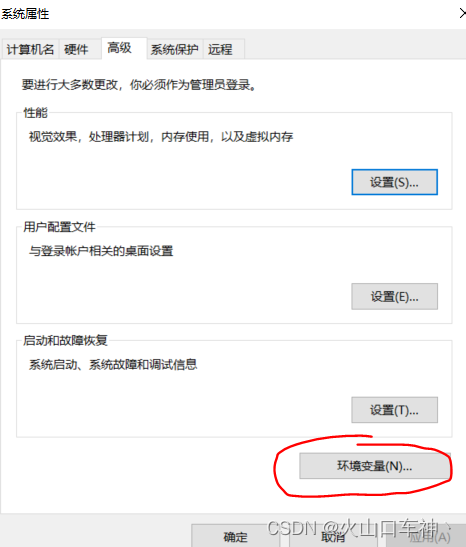 系统属性
计算机名 硬件 高级 系统保护 远程
要进行大多数更改，你必须作为管理员登录。
性能
视觉效果，处理器计划，内存使用，以及虚拟内存
设置(S)...
用户配置文件
与登录帐户相关的桌面设置
设置(E)...
启动和故障恢复
系统启动、系统故障和调试信息
设置(T)...
环境变量(N)...
确定 取消 应用(A)
CSDN @火山口车神